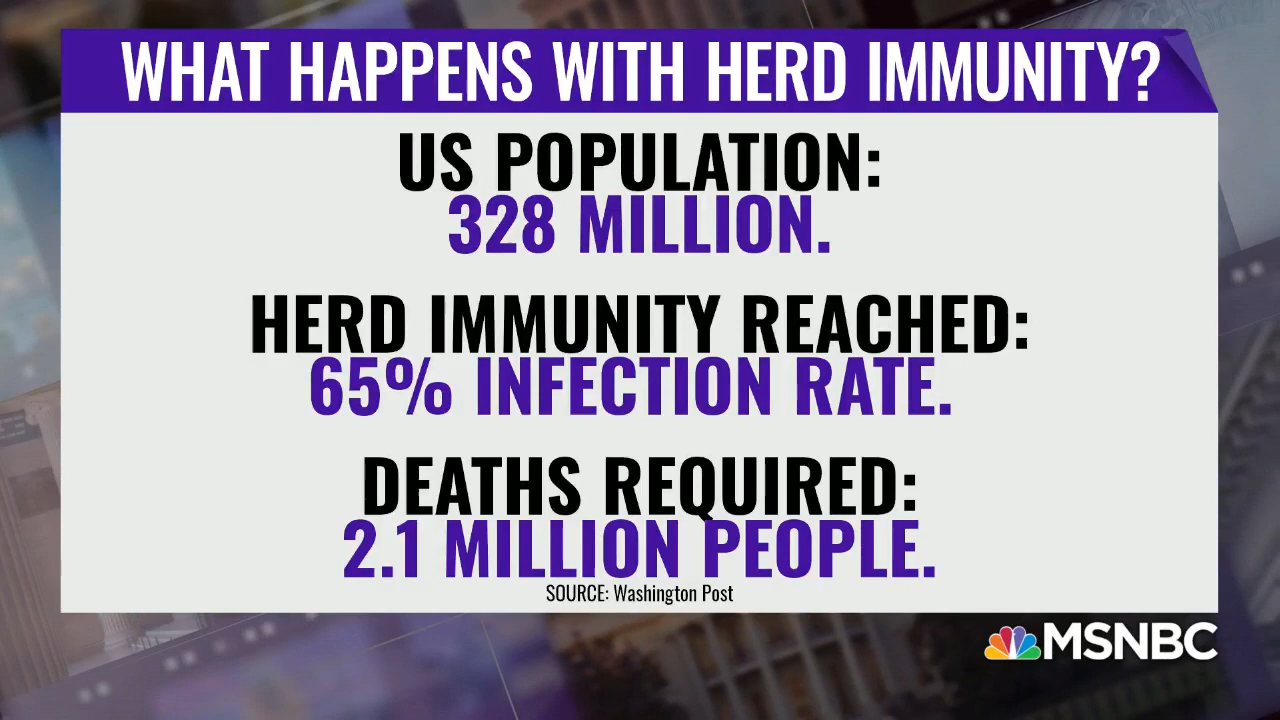 WHAT HAPPENS WITH HERD IMMUNITY?
US POPULATION:
328 MILLION.
HERD IMMUNITY REACHED:
65% INFECTION RATE.
DEATHS REQUIRED:
2.1 MILLION PEOPLE.
SOURCE: Washington Post
MSNBC